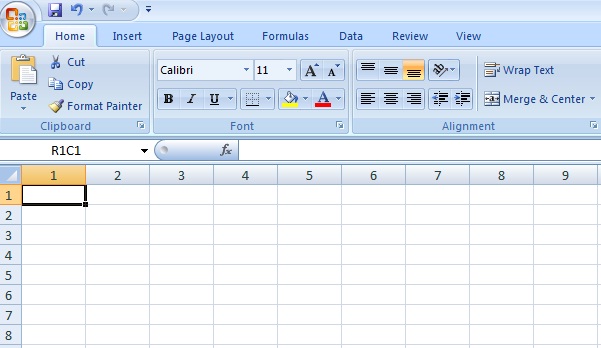 Home Insert Page Layout Formulas Data Review View
Cut
Copy
Format Painter
Paste
Calibri 11 A A
B I U A
ab
Wrap Text
a Merge & Center
Clipboard Font Alignment
R1C1 fx
1 2 3 4 5 6 7 8 9
1
2
3
4
5
6
7
8